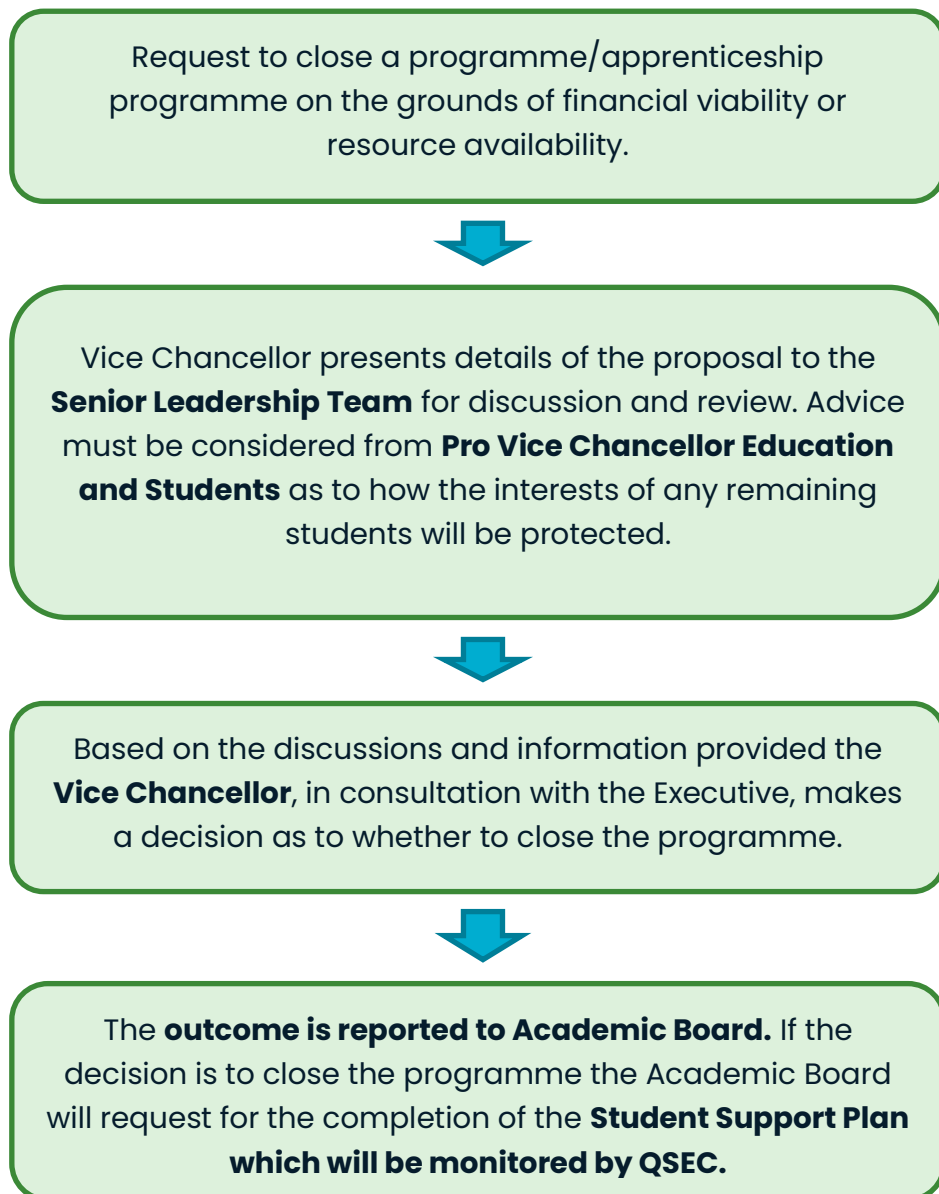 Request to close a programme/apprenticeship
programme on the grounds of financial viability or
resource availability.
Vice Chancellor presents details of the proposal to the
Senior Leadership Team for discussion and review. Advice
must be considered from Pro Vice Chancellor Education
and Students as to how the interests of any remaining
students will be protected.
Based on the discussions and information provided the
Vice Chancellor, in consultation with the Executive, makes
a decision as to whether to close the programme.
The outcome is reported to Academic Board. If the
decision is to close the programme the Academic Board
will request for the completion of the Student Support Plan
which will be monitored by QSEC.